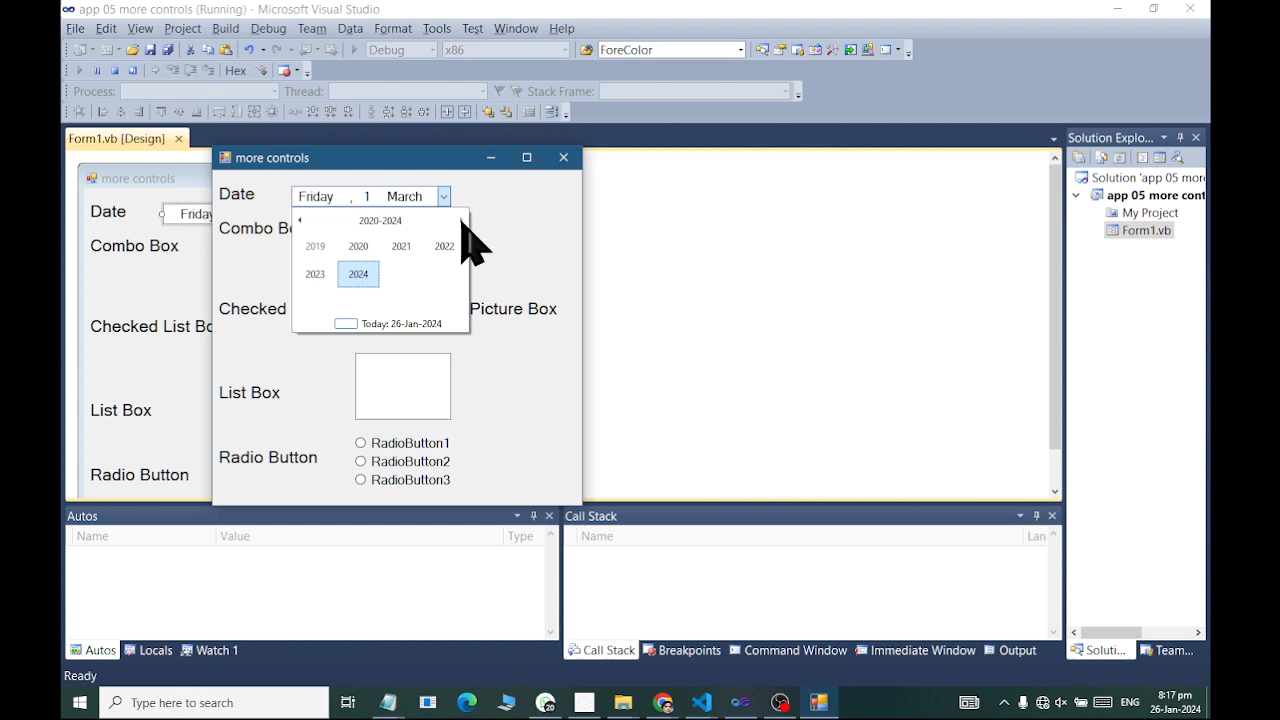 app 05 more controls (Running) - Microsoft Visual Studio
File Edit View Project Build Debug Team Data Format Tools Test Window Help
Debug x86 ForeColor
Hex
Process: Thread: Stack Frame:
Form1.vb [Design]
more controls
Date Friday
Combo Box
Checked List Bo
List Box
Radio Button
more controls
Date Friday , 1 March
Combo Bo
2020-2024
2019 2020 2021 2022
2023 2024
Today: 26-Jan-2024
Checked Picture Box
List Box
Radio Button
RadioButton1
RadioButton2
RadioButton3
Solution Explo...
Solution 'app 05 mor
app 05 more cont
My Project
Form1.vb
Autos
Name Value Type
Call Stack
Name Lan
Autos Locals Watch 1
Call Stack Breakpoints Command Window Immediate Window Output
Soluti... Team...
Ready
Type here to search
ENG
8:17 pm
26-Jan-2024